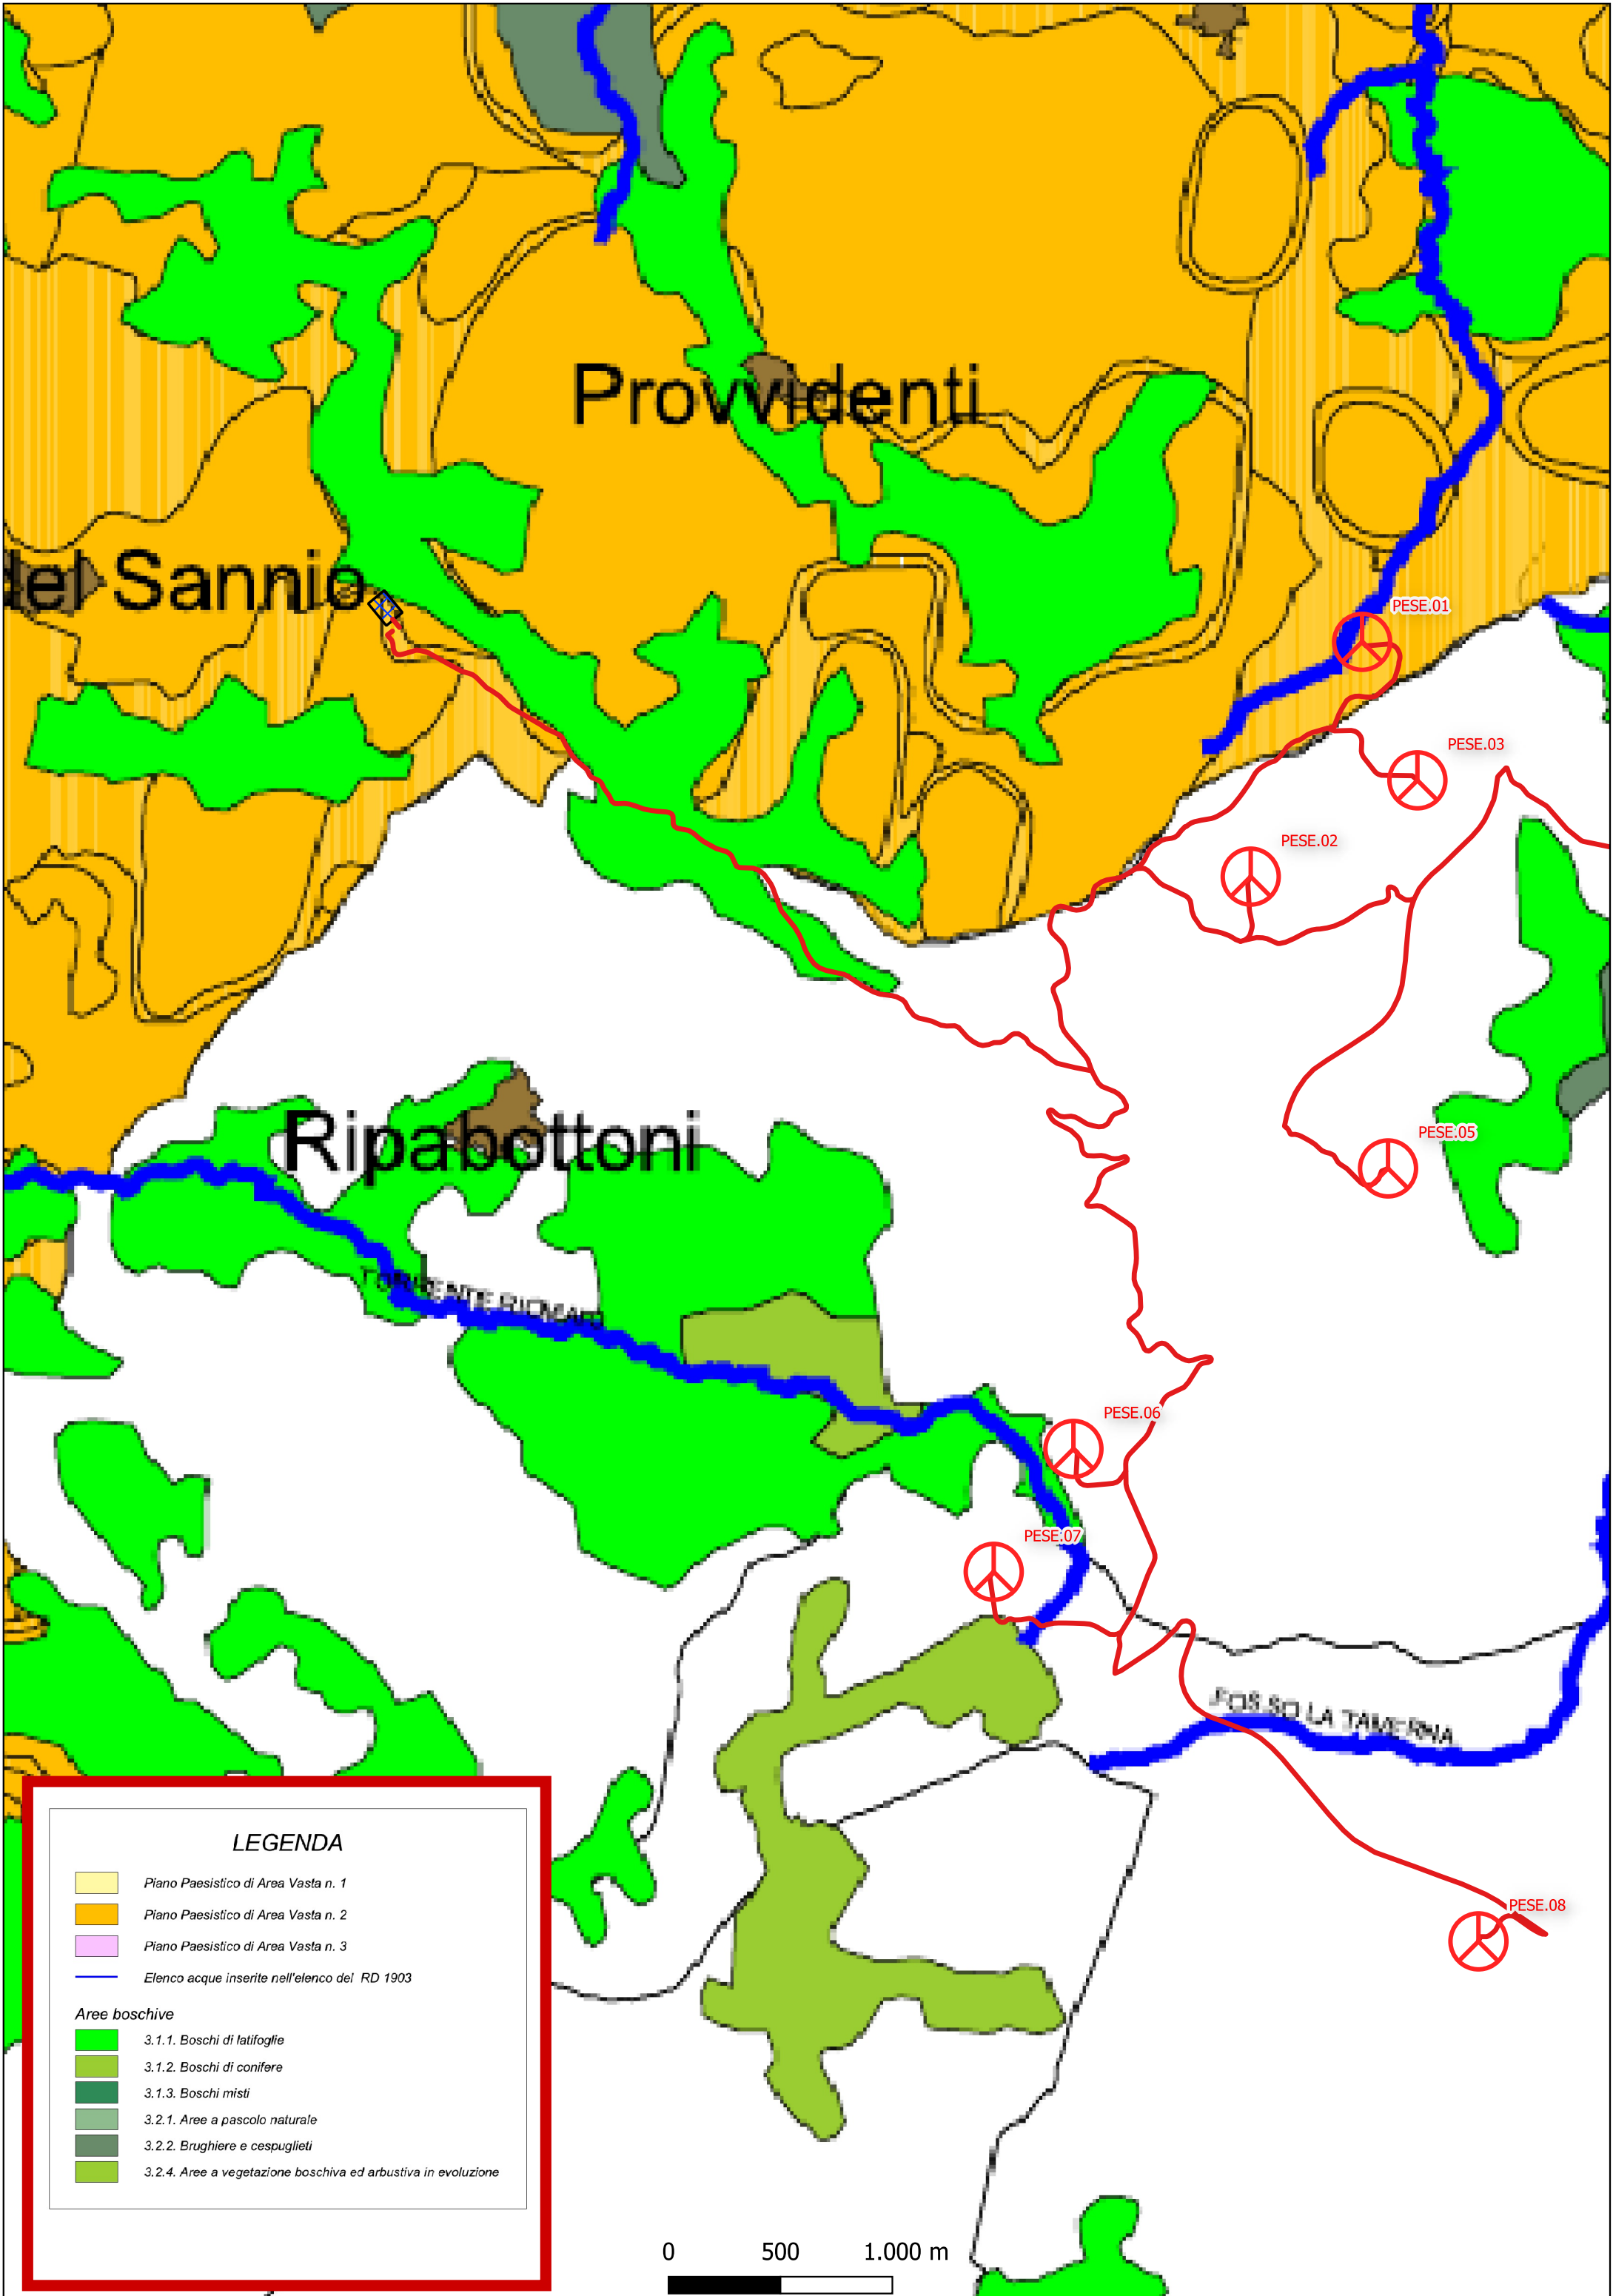 Provvidenti
del Sannio
PESE.01
PESE.03
PESE.02
Ripabottoni
PESE.05
PESE.06
PESE.07
FOSSO LA TAVERNA
PESE.08
LEGENDA
Piano Paesistico di Area Vasta n. 1
Piano Paesistico di Area Vasta n. 2
Piano Paesistico di Area Vasta n. 3
Elenco acque inserite nell'elenco del RD 1903
Aree boschive
3.1.1. Boschi di latifoglie
3.1.2. Boschi di conifere
3.1.3. Boschi misti
3.2.1. Aree a pascolo naturale
3.2.2. Brughiere e cespuglieti
3.2.4. Aree a vegetazione boschiva ed arbustiva in evoluzione
0 500 1.000 m